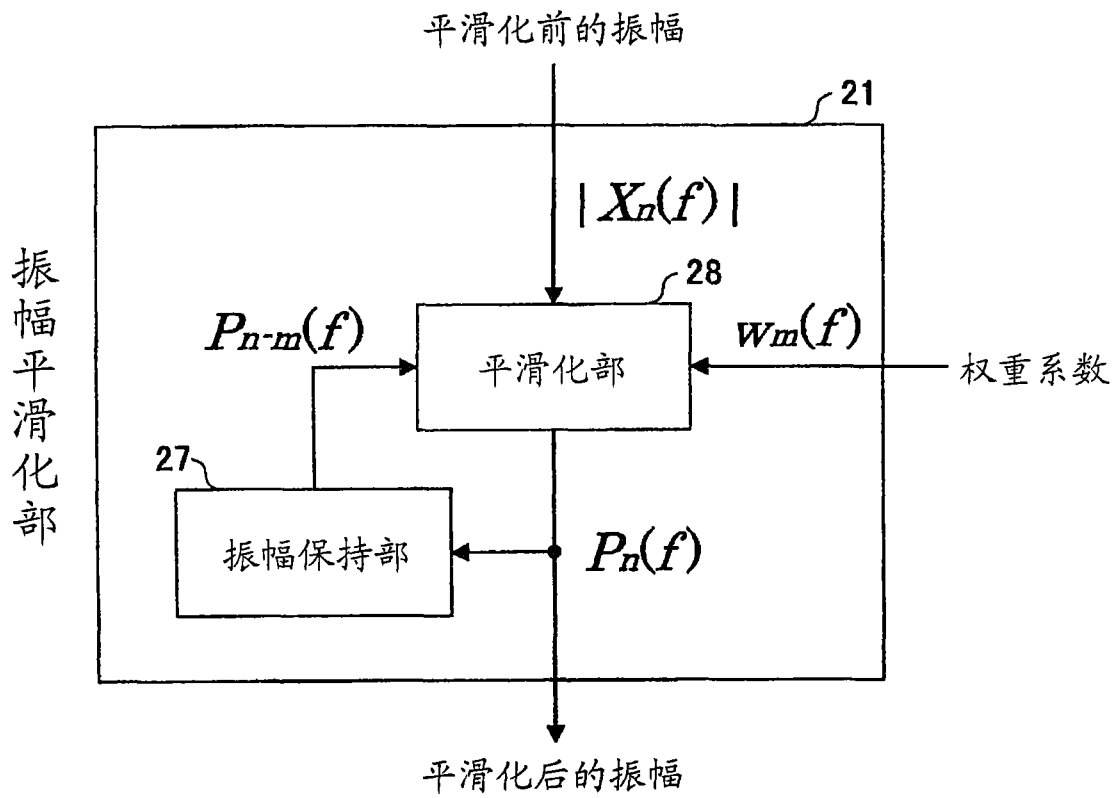 平滑化前的振幅
21
|Xn(f)|
28
Pn-m(f)
wm(f)
平滑化部
权重系数
振幅平滑化部
27
振幅保持部
Pn(f)
平滑化后的振幅